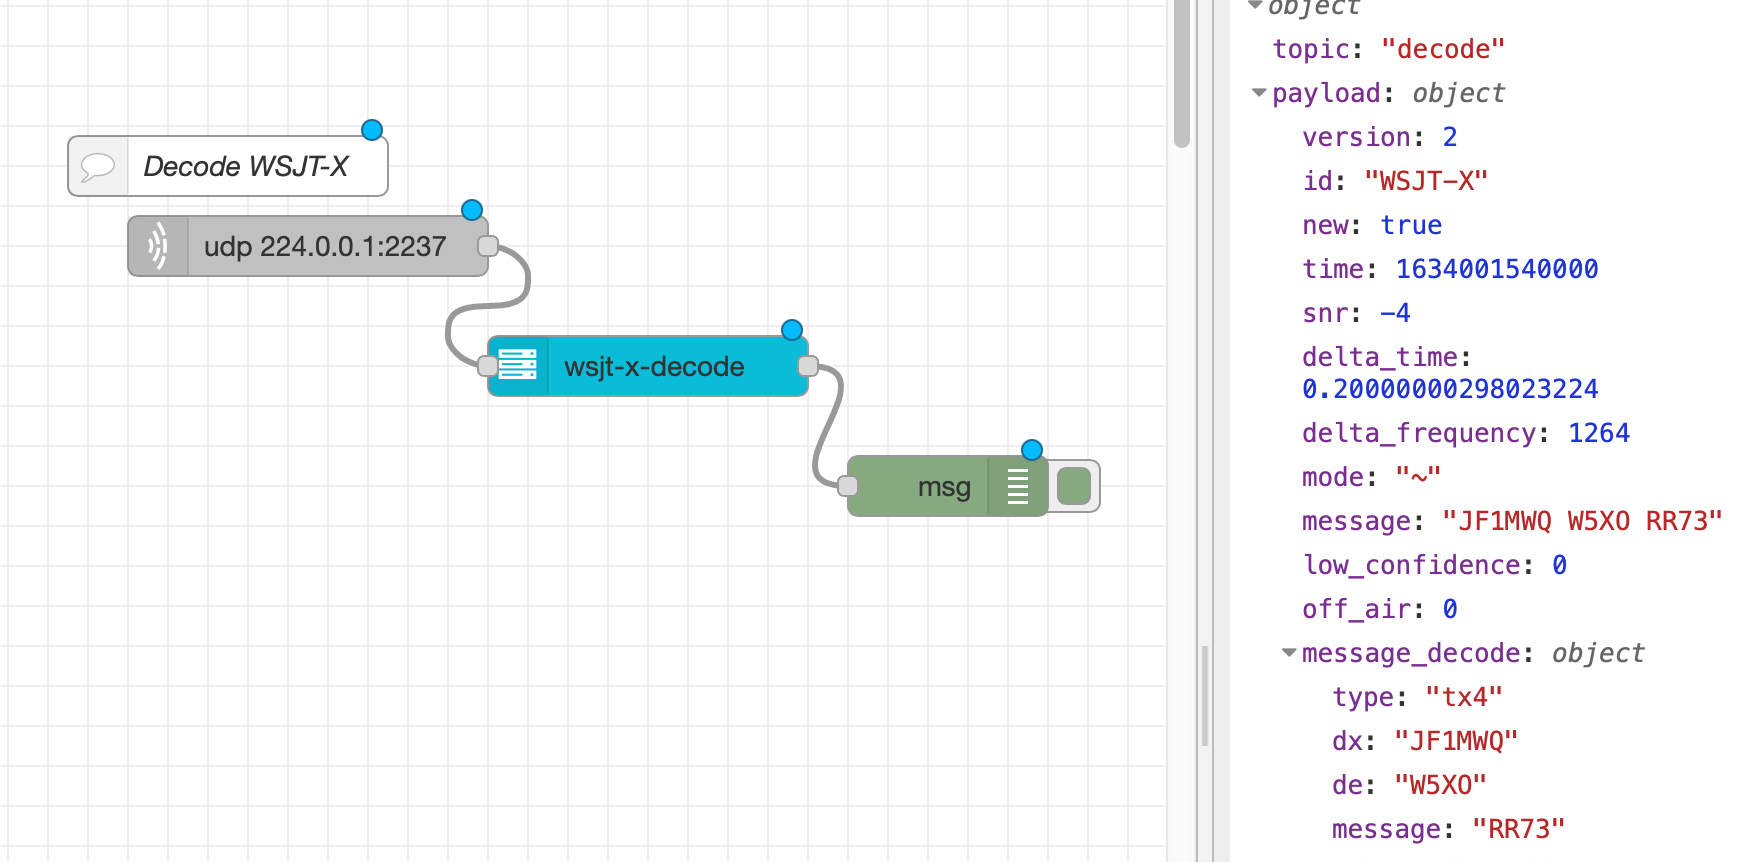 Decode WSJT-X
udp 224.0.0.1:2237
wsjt-x-decode
msg
object
topic: "decode"
payload: object
version: 2
id: "WSJT-X"
new: true
time: 1634001540000
snr: -4
delta_time:
0.20000000298023224
delta_frequency: 1264
mode: "~"
message: "JF1MWQ W5XO RR73"
low_confidence: 0
off_air: 0
message_decode: object
type: "tx4"
dx: "JF1MWQ"
de: "W5XO"
message: "RR73"